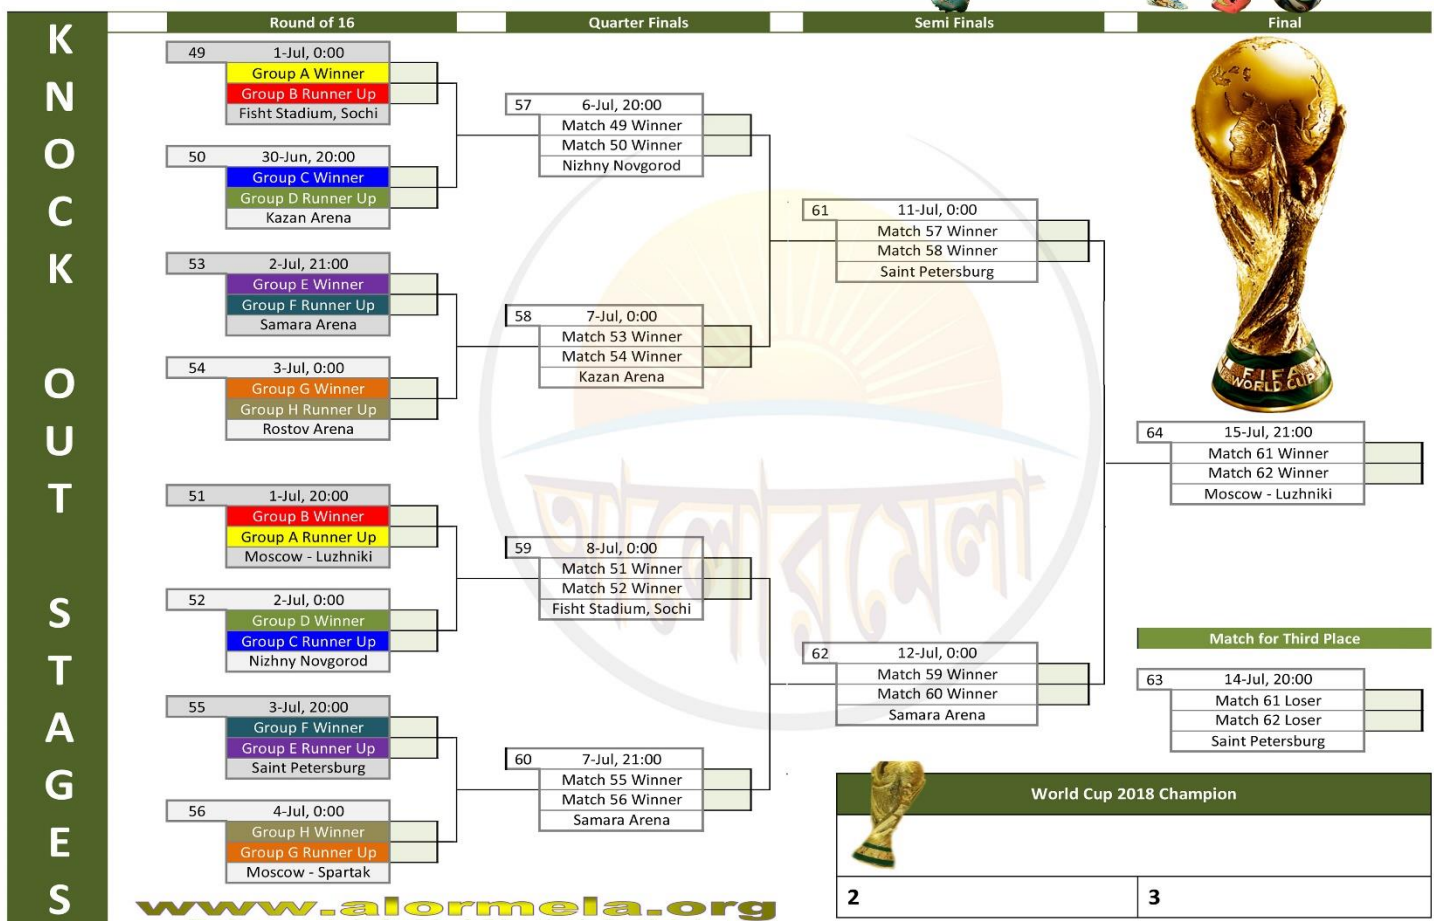 KNOCK OUT STAGES
Round of 16
Quarter Finals
Semi Finals
Final
49 1-Jul, 0:00
Group A Winner
Group B Runner Up
Fisht Stadium, Sochi
50 30-Jun, 20:00
Group C Winner
Group D Runner Up
Kazan Arena
53 2-Jul, 21:00
Group E Winner
Group F Runner Up
Samara Arena
54 3-Jul, 0:00
Group G Winner
Group H Runner Up
Rostov Arena
51 1-Jul, 20:00
Group B Winner
Group A Runner Up
Moscow - Luzhniki
52 2-Jul, 0:00
Group D Winner
Group C Runner Up
Nizhny Novgorod
55 3-Jul, 20:00
Group F Winner
Group E Runner Up
Saint Petersburg
56 4-Jul, 0:00
Group H Winner
Group G Runner Up
Moscow - Spartak
57 6-Jul, 20:00
Match 49 Winner
Match 50 Winner
Nizhny Novgorod
58 7-Jul, 0:00
Match 53 Winner
Match 54 Winner
Kazan Arena
59 8-Jul, 0:00
Match 51 Winner
Match 52 Winner
Fisht Stadium, Sochi
60 7-Jul, 21:00
Match 55 Winner
Match 56 Winner
Samara Arena
61 11-Jul, 0:00
Match 57 Winner
Match 58 Winner
Saint Petersburg
62 12-Jul, 0:00
Match 59 Winner
Match 60 Winner
Samara Arena
FIFA
WORLD CUP
64 15-Jul, 21:00
Match 61 Winner
Match 62 Winner
Moscow - Luzhniki
Match for Third Place
63 14-Jul, 20:00
Match 61 Loser
Match 62 Loser
Saint Petersburg
World Cup 2018 Champion
2
3
আলোরমেলা
www.alormela.org